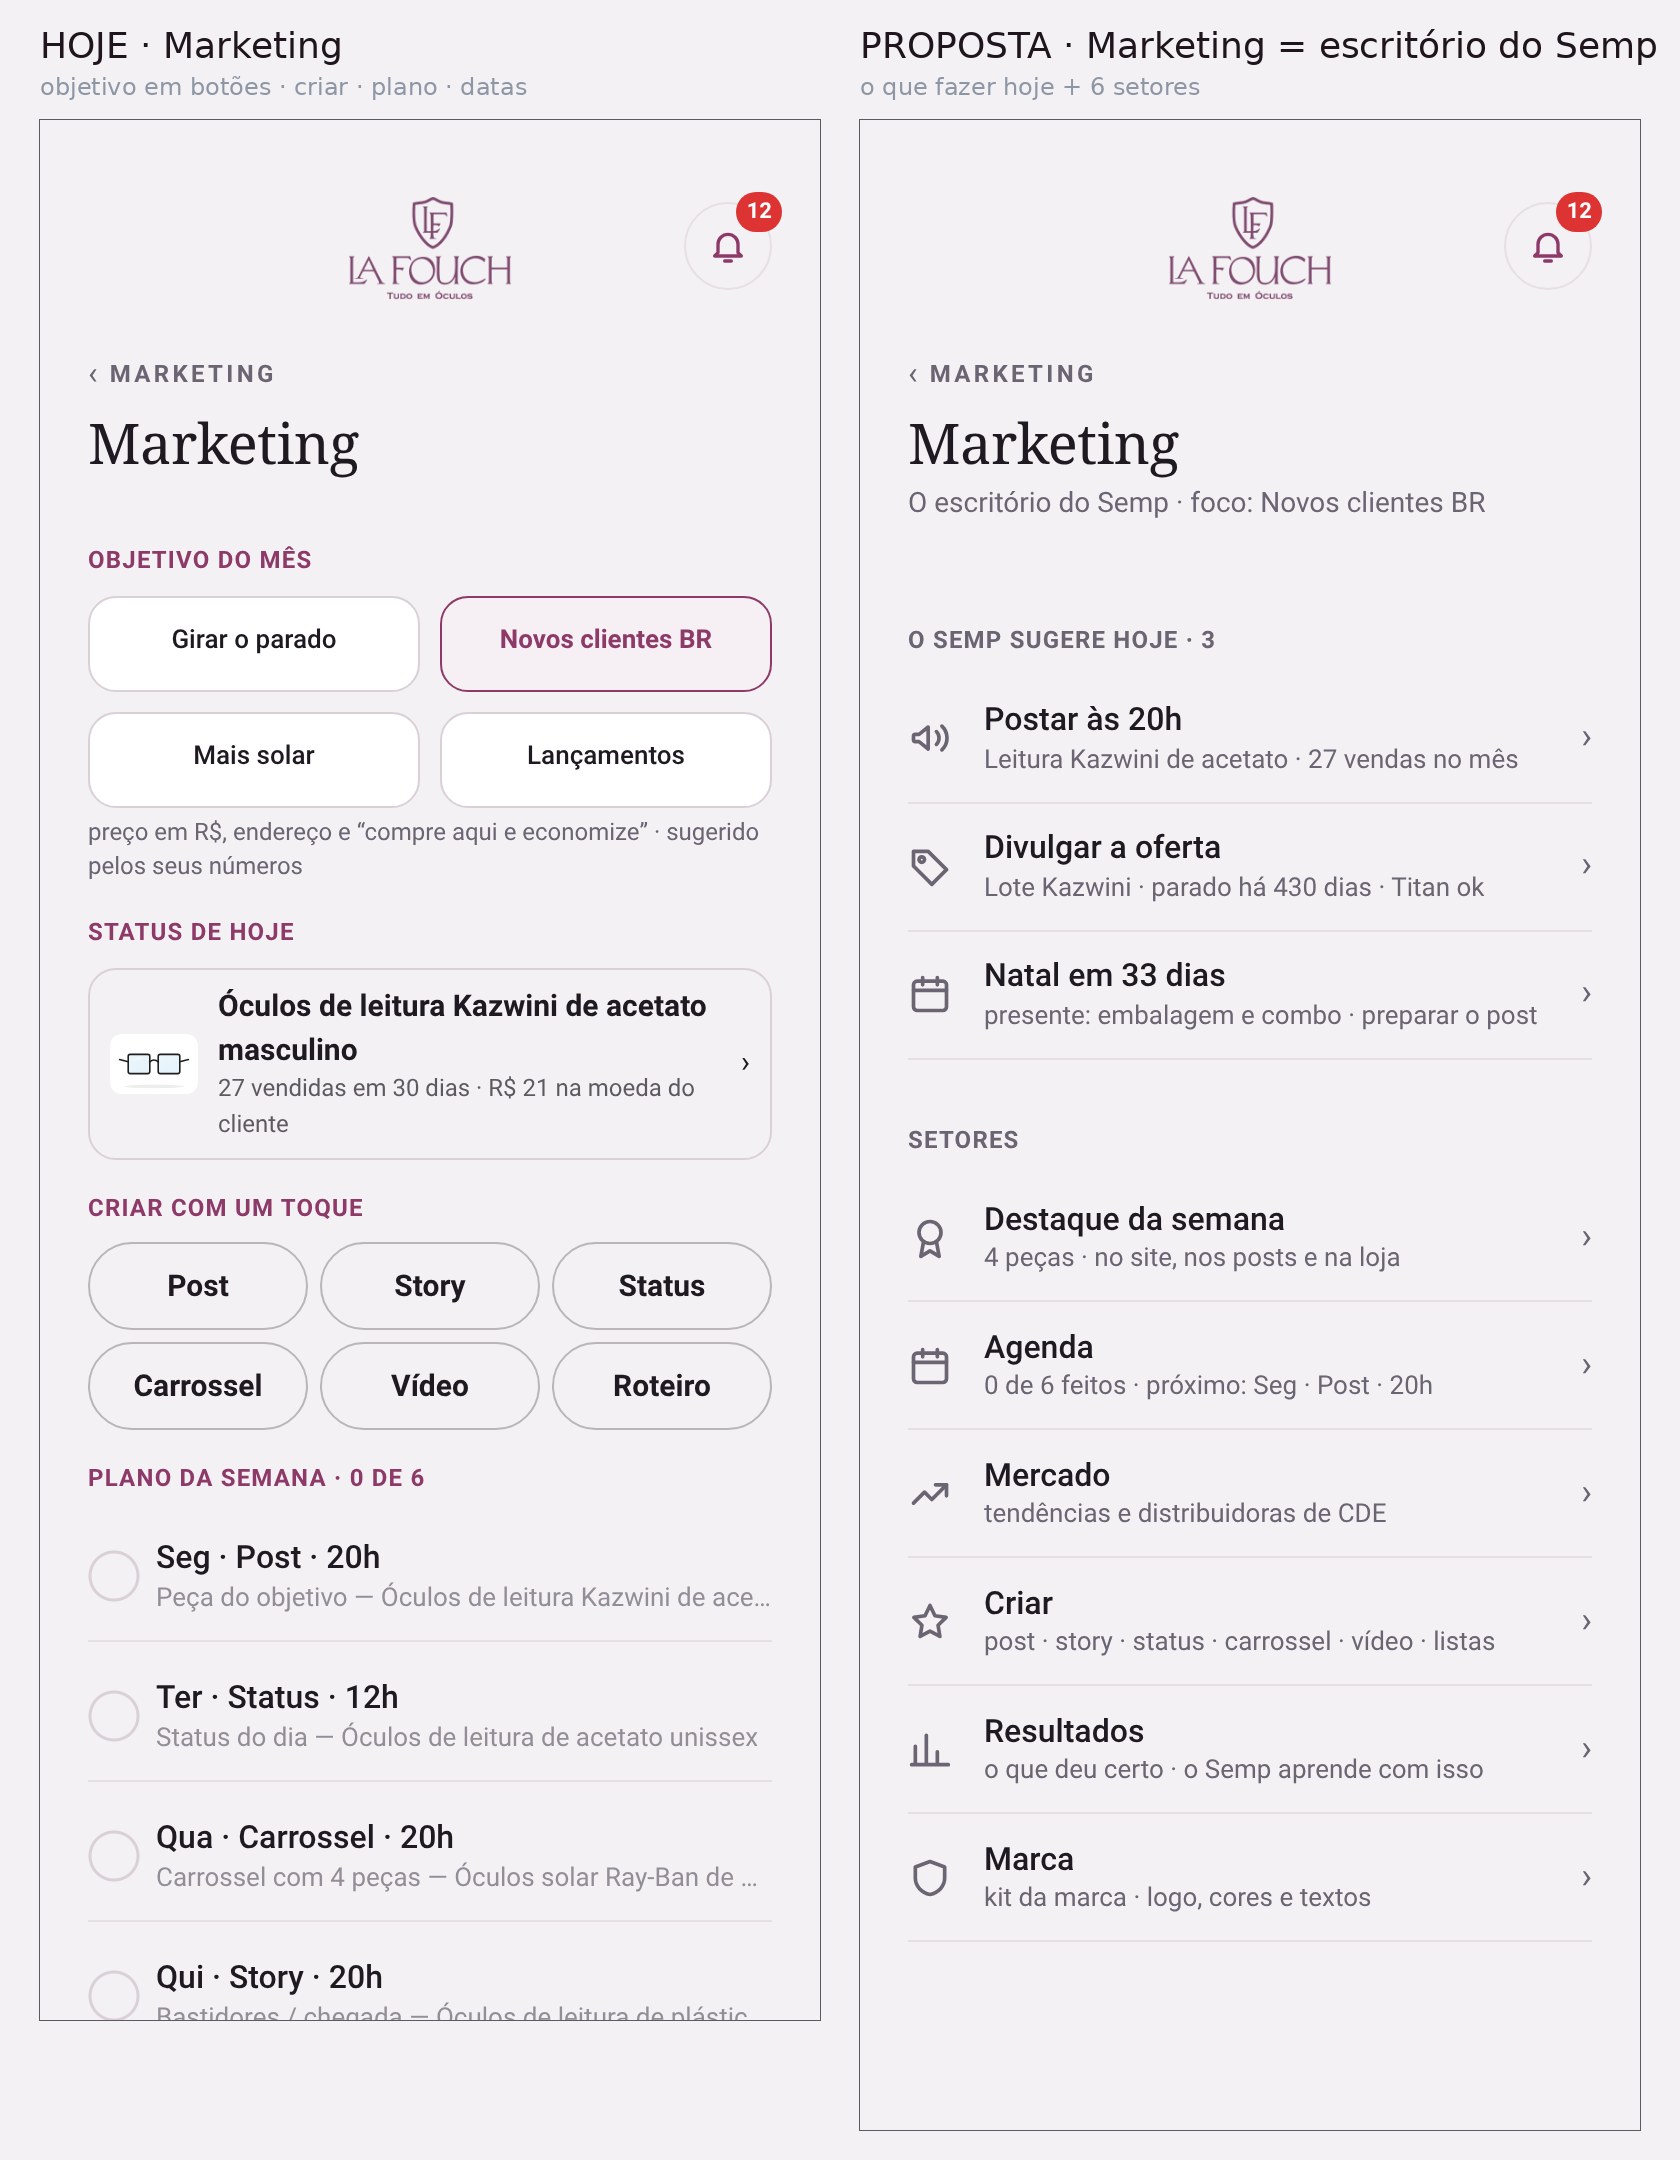 HOJE · Marketing
objetivo em botões · criar · plano · datas
LA FOUCH
TUDO EM ÓCULOS
12
‹ MARKETING
Marketing
OBJETIVO DO MÊS
Girar o parado
Novos clientes BR
Mais solar
Lançamentos
preço em R$, endereço e “compre aqui e economize” · sugerido
pelos seus números
STATUS DE HOJE
Óculos de leitura Kazwini de acetato
masculino
27 vendidas em 30 dias · R$ 21 na moeda do
cliente
›
CRIAR COM UM TOQUE
Post
Story
Status
Carrossel
Vídeo
Roteiro
PLANO DA SEMANA · 0 DE 6
Seg · Post · 20h
Peça do objetivo — Óculos de leitura Kazwini de ace...
Ter · Status · 12h
Status do dia — Óculos de leitura de acetato unissex
Qua · Carrossel · 20h
Carrossel com 4 peças — Óculos solar Ray-Ban de ...
Qui · Story · 20h
Bastidores / chegada — Óculos de leitura de plástic
PROPOSTA · Marketing = escritório do Semp
o que fazer hoje + 6 setores
LA FOUCH
TUDO EM ÓCULOS
12
‹ MARKETING
Marketing
O escritório do Semp · foco: Novos clientes BR
O SEMP SUGERE HOJE · 3
Postar às 20h
Leitura Kazwini de acetato · 27 vendas no mês
›
Divulgar a oferta
Lote Kazwini · parado há 430 dias · Titan ok
›
Natal em 33 dias
presente: embalagem e combo · preparar o post
›
SETORES
Destaque da semana
4 peças · no site, nos posts e na loja
›
Agenda
0 de 6 feitos · próximo: Seg · Post · 20h
›
Mercado
tendências e distribuidoras de CDE
›
Criar
post · story · status · carrossel · vídeo · listas
›
Resultados
o que deu certo · o Semp aprende com isso
›
Marca
kit da marca · logo, cores e textos
›